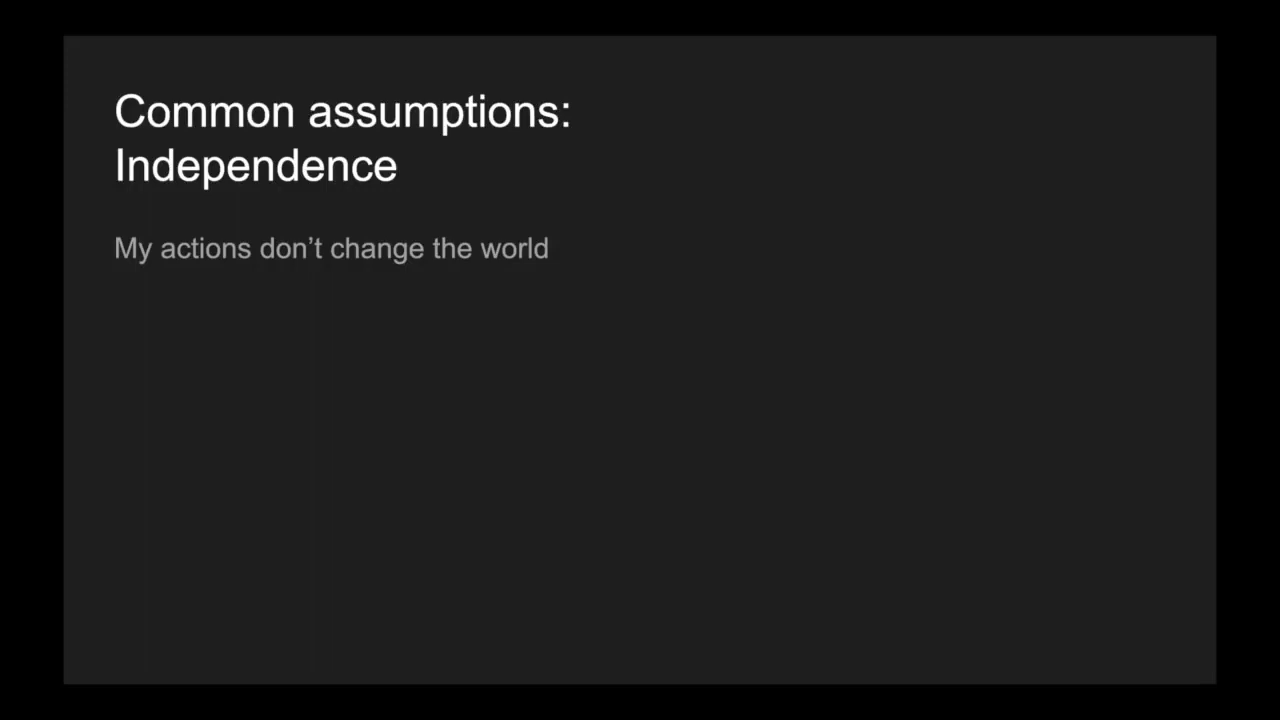 Common assumptions:
Independence
My actions don’t change the world